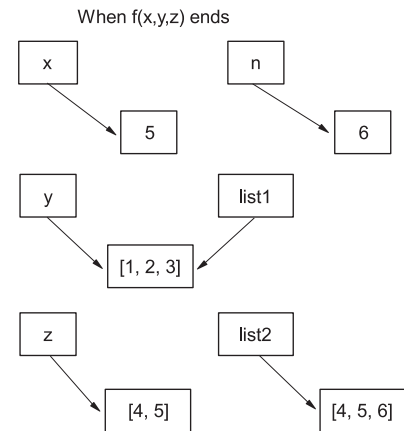 When f(x,y,z) ends
x
n
5
6
y
list1
[1, 2, 3]
z
list2
[4, 5]
[4, 5, 6]